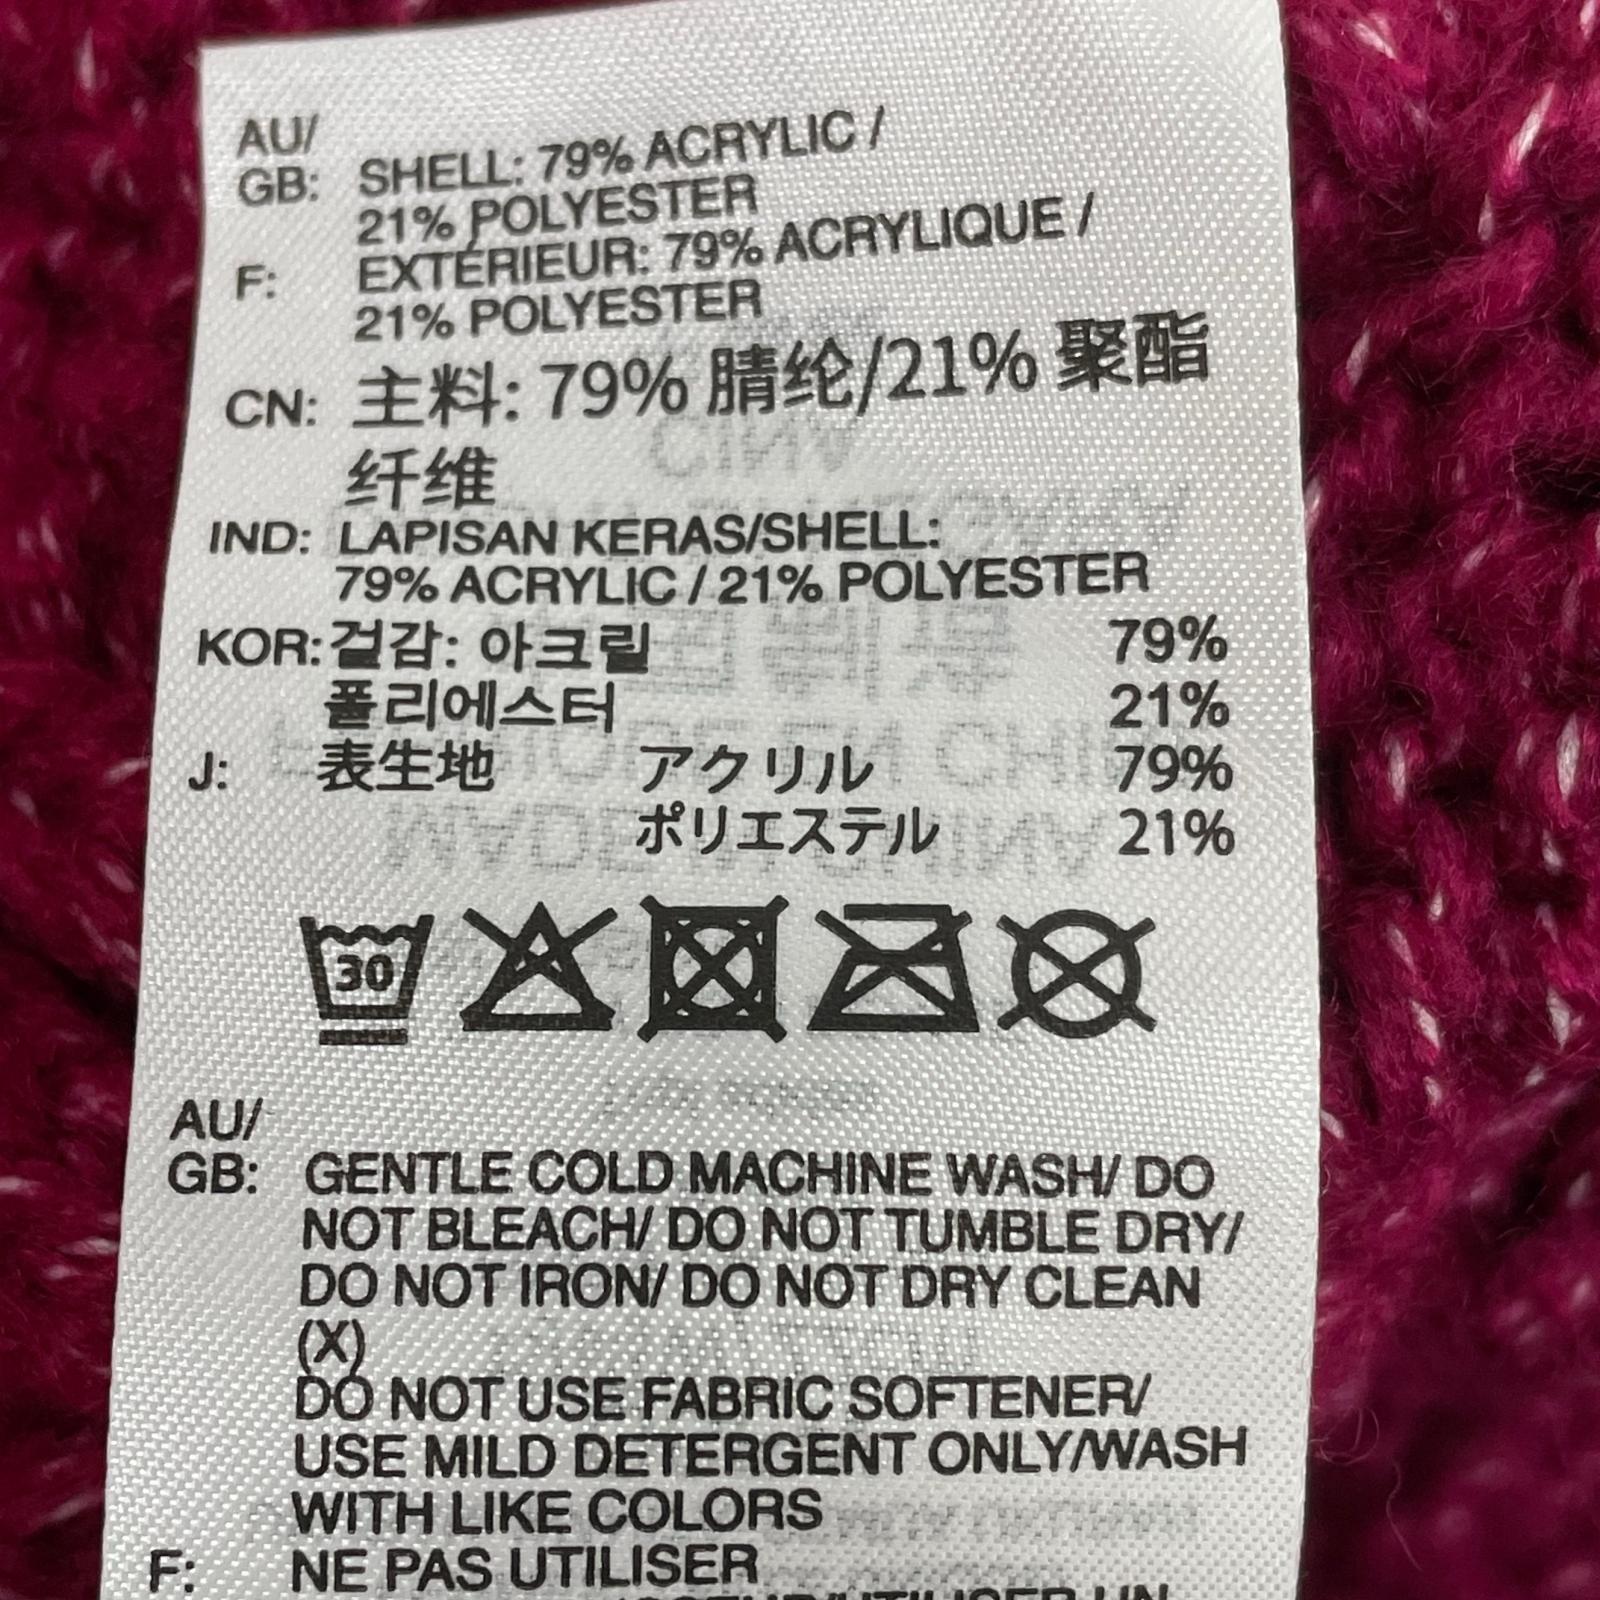 AU/
GB: SHELL: 79% ACRYLIC /
21% POLYESTER
F: EXTÉRIEUR: 79% ACRYLIQUE /
21% POLYESTER
CN: 主料: 79% 腈纶/21% 聚酯
纤维
IND: LAPISAN KERAS/SHELL:
79% ACRYLIC / 21% POLYESTER
KOR: 겉감: 아크릴 79%
폴리에스터 21%
J: 表生地 アクリル 79%
ポリエステル 21%
30
AU/
GB: GENTLE COLD MACHINE WASH/ DO
NOT BLEACH/ DO NOT TUMBLE DRY/
DO NOT IRON/ DO NOT DRY CLEAN
(X)
DO NOT USE FABRIC SOFTENER/
USE MILD DETERGENT ONLY/WASH
WITH LIKE COLORS
F: NE PAS UTILISER